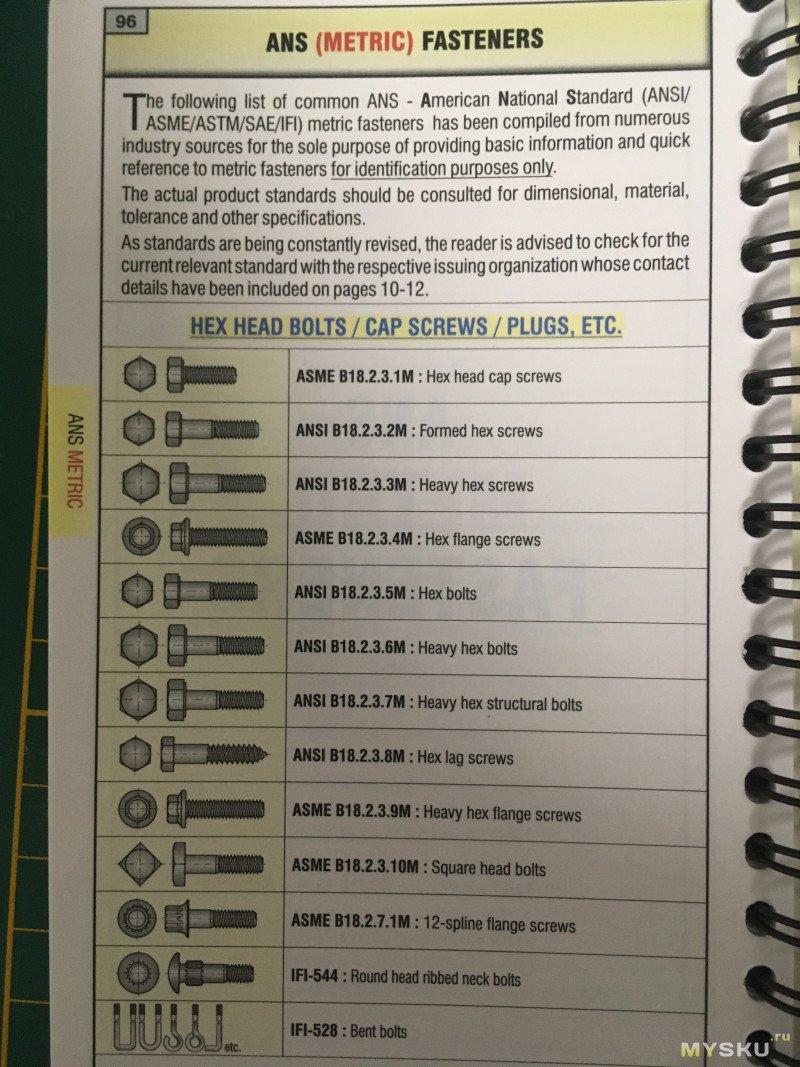 96
ANS (METRIC) FASTENERS
The following list of common ANS - American National Standard (ANSI/
ASME/ASTM/SAE/IFI) metric fasteners has been compiled from numerous
industry sources for the sole purpose of providing basic information and quick
reference to metric fasteners for identification purposes only.
The actual product standards should be consulted for dimensional, material,
tolerance and other specifications.
As standards are being constantly revised, the reader is advised to check for the
current relevant standard with the respective issuing organization whose contact
details have been included on pages 10-12.
HEX HEAD BOLTS / CAP SCREWS / PLUGS, ETC.
ASME B18.2.3.1M : Hex head cap screws
ANSI B18.2.3.2M : Formed hex screws
ANSI B18.2.3.3M : Heavy hex screws
ASME B18.2.3.4M : Hex flange screws
ANSI B18.2.3.5M : Hex bolts
ANSI B18.2.3.6M : Heavy hex bolts
ANSI B18.2.3.7M : Heavy hex structural bolts
ANSI B18.2.3.8M : Hex lag screws
ASME B18.2.3.9M : Heavy hex flange screws
ASME B18.2.3.10M : Square head bolts
ASME B18.2.7.1M : 12-spline flange screws
IFI-544 : Round head ribbed neck bolts
etc.
IFI-528 : Bent bolts
ANS METRIC
MYSKU.ru